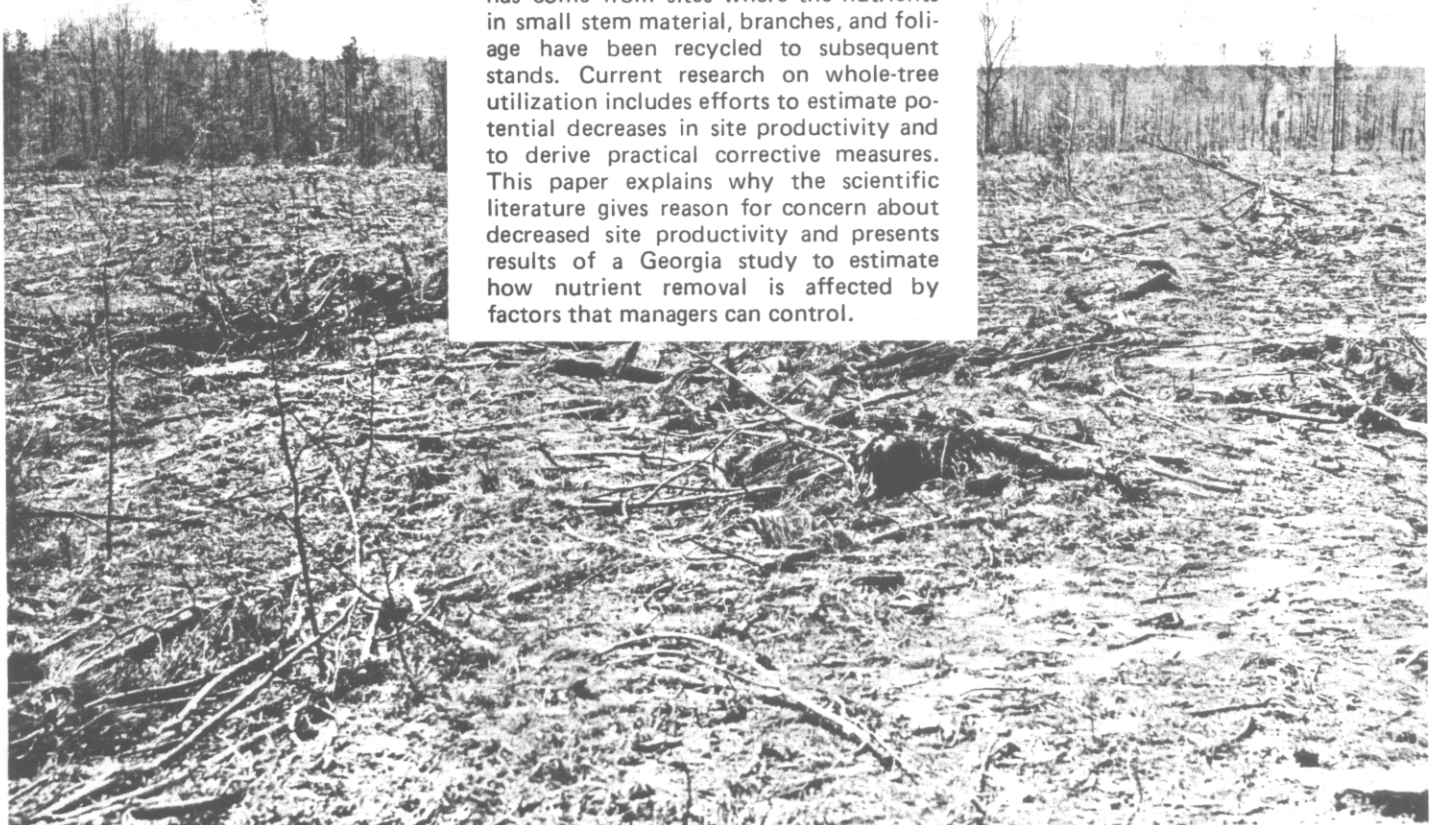 in small stem material, branches, and foli-
age have been recycled to subsequent
stands. Current research on whole-tree
utilization includes efforts to estimate po-
tential decreases in site productivity and
to derive practical corrective measures.
This paper explains why the scientific
literature gives reason for concern about
decreased site productivity and presents
results of a Georgia study to estimate
how nutrient removal is affected by
factors that managers can control.